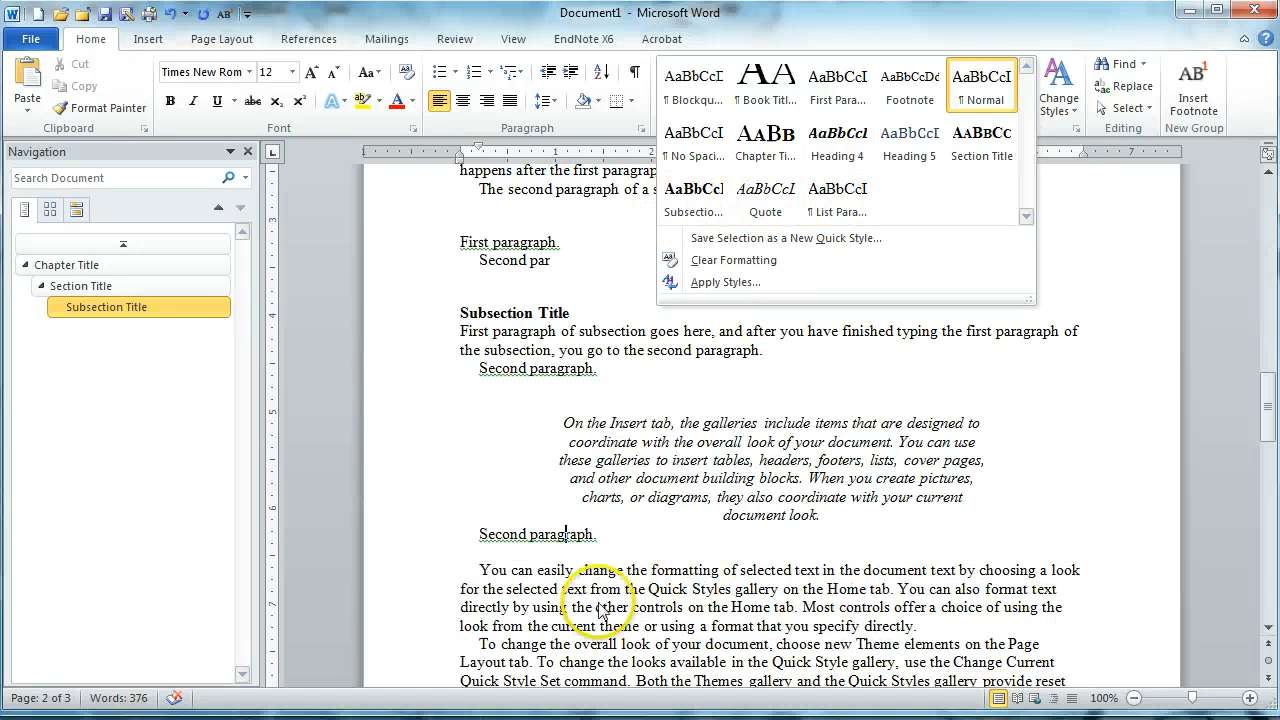 Document1 - Microsoft Word
File Home Insert Page Layout References Mailings Review View EndNote X6 Acrobat
Paste
Cut
Copy
Format Painter
Clipboard
Times New Rom 12
B I U abc x₂ x²
Font
Paragraph
AaBbCcI AA AaBbCcI AaBbCcDc AaBbCcI
¶ Blockqu... ¶ Book Titl... First Para... Footnote ¶ Normal
AaBbCcI AaBb AaBbCcI AaBbCcI AaBbCc
¶ No Spaci... Chapter Ti... Heading 4 Heading 5 Section Title
AaBbCcI AaBbCcI AaBbCcI
Subsectio... Quote ¶ List Para...
Save Selection as a New Quick Style...
Clear Formatting
Apply Styles...
Change
Styles
Find
Replace
Select
Editing
Insert
Footnote
New Group
Navigation
Search Document
Chapter Title
Section Title
Subsection Title
happens after the first paragrap
The second paragraph of a s
First paragraph.
Second par
Subsection Title
First paragraph of subsection goes here, and after you have finished typing the first paragraph of
the subsection, you go to the second paragraph.
Second paragraph.
On the Insert tab, the galleries include items that are designed to
coordinate with the overall look of your document. You can use
these galleries to insert tables, headers, footers, lists, cover pages,
and other document building blocks. When you create pictures,
charts, or diagrams, they also coordinate with your current
document look.
Second paragraph.
You can easily change the formatting of selected text in the document text by choosing a look
for the selected text from the Quick Styles gallery on the Home tab. You can also format text
directly by using the other controls on the Home tab. Most controls offer a choice of using the
look from the current theme or using a format that you specify directly.
To change the overall look of your document, choose new Theme elements on the Page
Layout tab. To change the looks available in the Quick Style gallery, use the Change Current
Quick Style Set command. Both the Themes gallery and the Quick Styles gallery provide reset
Page: 2 of 3 Words: 376 100%